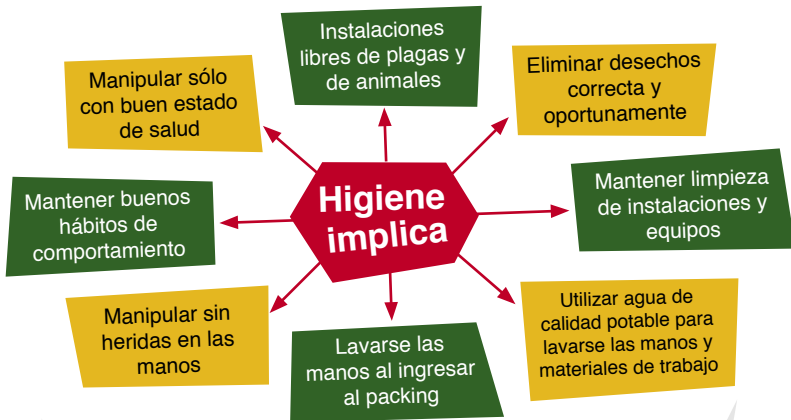 Higiene
implica
Instalaciones
libres de plagas y
de animales
Eliminar desechos
correcta y
oportunamente
Mantener limpieza
de instalaciones y
equipos
Utilizar agua de
calidad potable para
lavarse las manos y
materiales de trabajo
Lavarse las
manos al ingresar
al packing
Manipular sin
heridas en las
manos
Mantener buenos
hábitos de
comportamiento
Manipular sólo
con buen estado
de salud